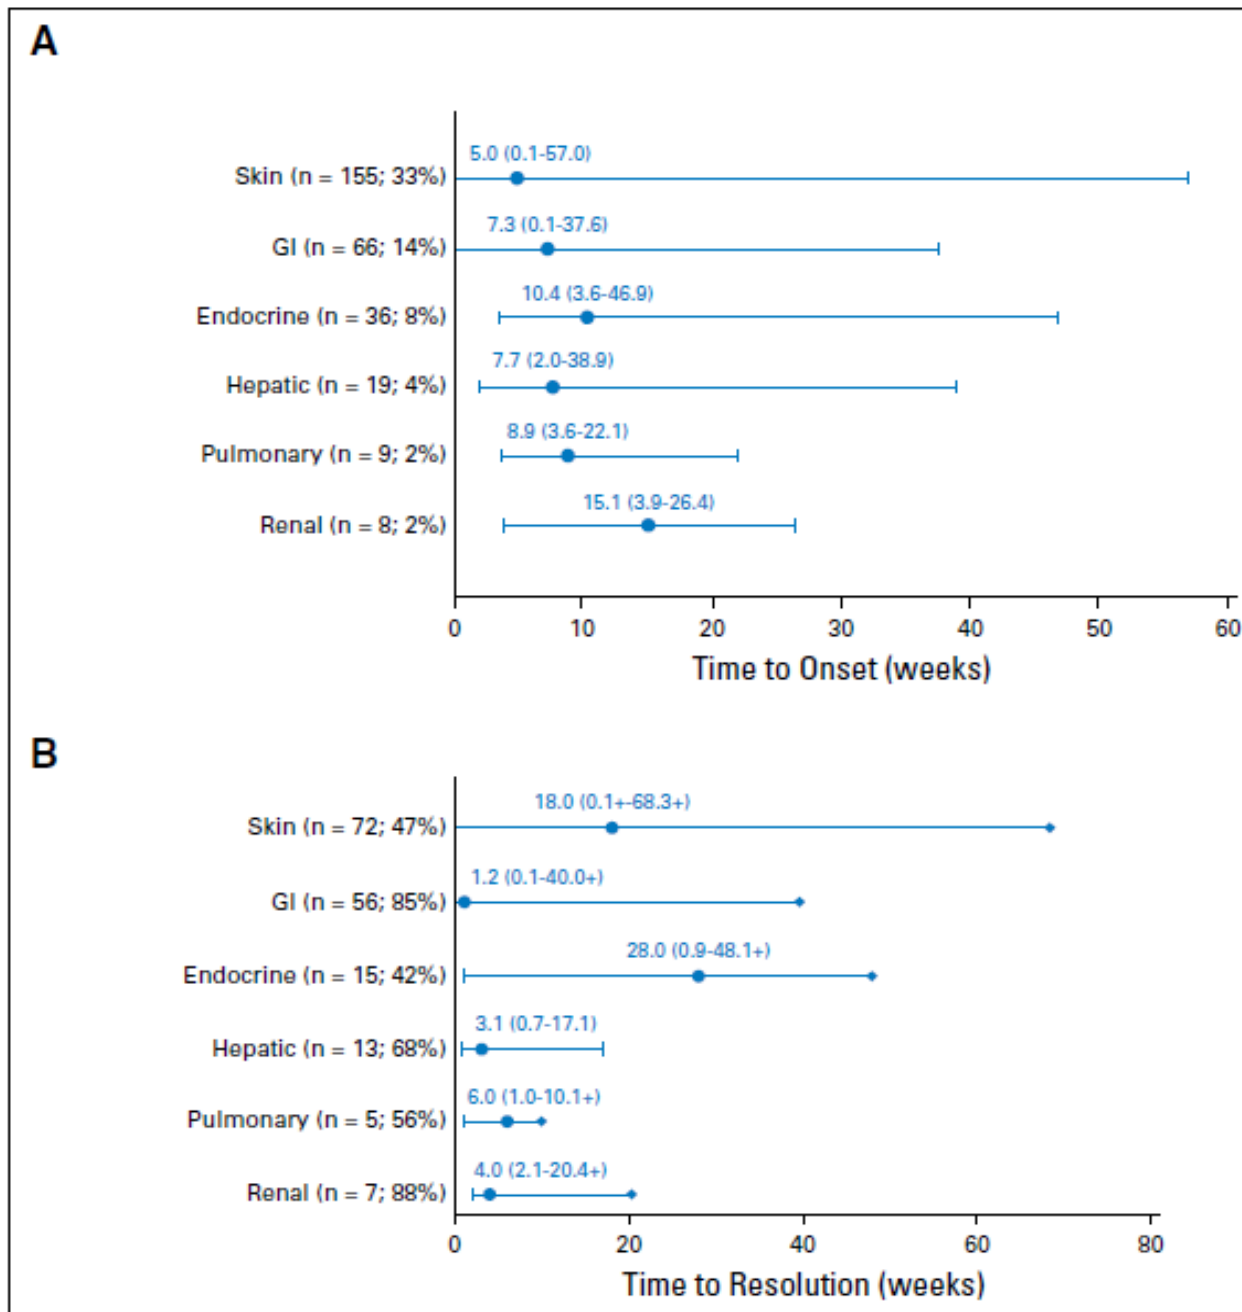 A
5.0 (0.1-57.0)
Skin (n = 155; 33%)
7.3 (0.1-37.6)
GI (n = 66; 14%)
10.4 (3.6-46.9)
Endocrine (n = 36; 8%)
7.7 (2.0-38.9)
Hepatic (n = 19; 4%)
8.9 (3.6-22.1)
Pulmonary (n = 9; 2%)
15.1 (3.9-26.4)
Renal (n = 8; 2%)
0 10 20 30 40 50 60
Time to Onset (weeks)
B
18.0 (0.1+-68.3+)
Skin (n = 72; 47%)
1.2 (0.1-40.0+)
GI (n = 56; 85%)
28.0 (0.9-48.1+)
Endocrine (n = 15; 42%)
3.1 (0.7-17.1)
Hepatic (n = 13; 68%)
6.0 (1.0-10.1+)
Pulmonary (n = 5; 56%)
4.0 (2.1-20.4+)
Renal (n = 7; 88%)
0 20 40 60 80
Time to Resolution (weeks)